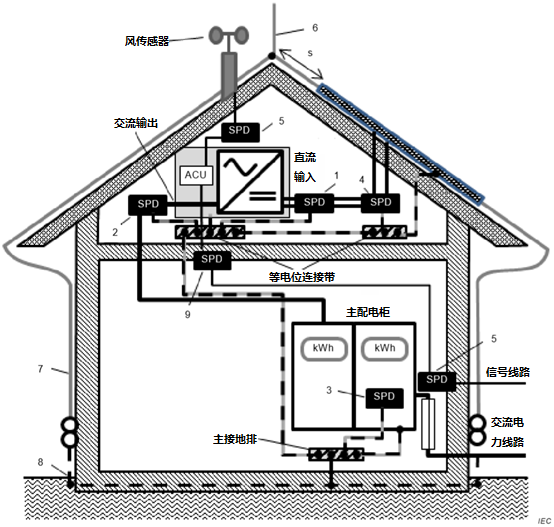 6
风传感器
s
交流输出
SPD
5
ACU
直流
输入
1
4
SPD
SPD
SPD
2
SPD
等电位连接带
9
主配电柜
kWh
kWh
5
7
3
SPD
SPD
信号线路
主接地排
交流电
力线路
8
IEC